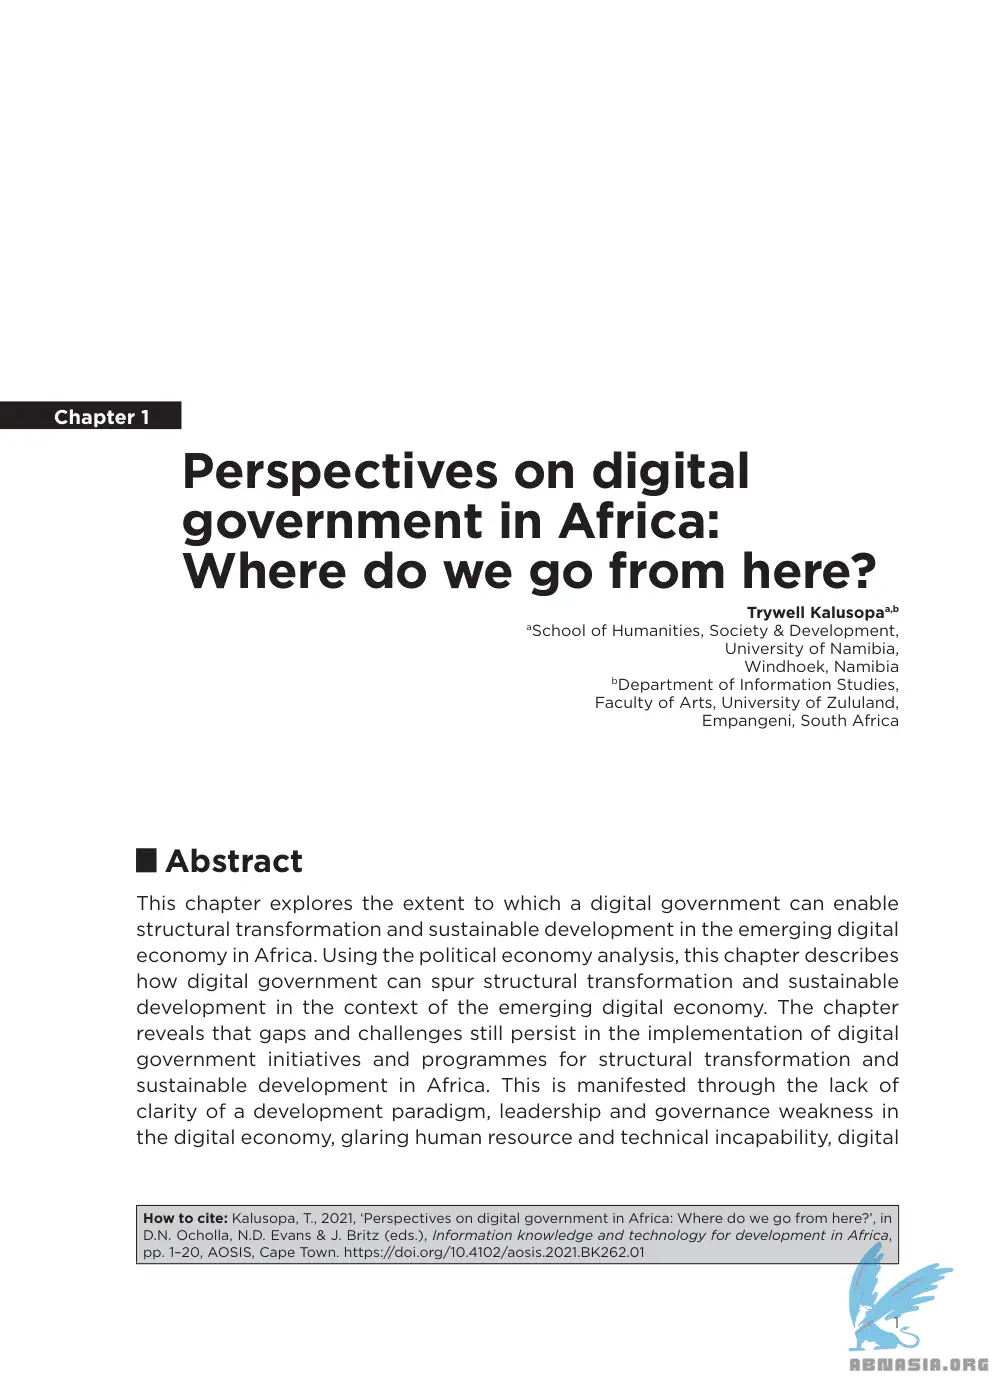 Chapter 1
Perspectives on digital
government in Africa:
Where do we go from here?
Trywell Kalusopaa,b
aSchool of Humanities, Society & Development,
University of Namibia,
Windhoek, Namibia
bDepartment of Information Studies,
Faculty of Arts, University of Zululand,
Empangeni, South Africa
Abstract
This chapter explores the extent to which a digital government can enable
structural transformation and sustainable development in the emerging digital
economy in Africa. Using the political economy analysis, this chapter describes
how digital government can spur structural transformation and sustainable
development in the context of the emerging digital economy. The chapter
reveals that gaps and challenges still persist in the implementation of digital
government initiatives and programmes for structural transformation and
sustainable development in Africa. This is manifested through the lack of
clarity of a development paradigm, leadership and governance weakness in
the digital economy, glaring human resource and technical incapability, digital
How to cite: Kalusopa, T., 2021, ‘Perspectives on digital government in Africa: Where do we go from here?’, in
D.N. Ocholla, N.D. Evans & J. Britz (eds.), Information knowledge and technology for development in Africa,
pp. 1–20, AOSIS, Cape Town. https://doi.org/10.4102/aosis.2021.BK262.01
1
ABNASIA.ORG